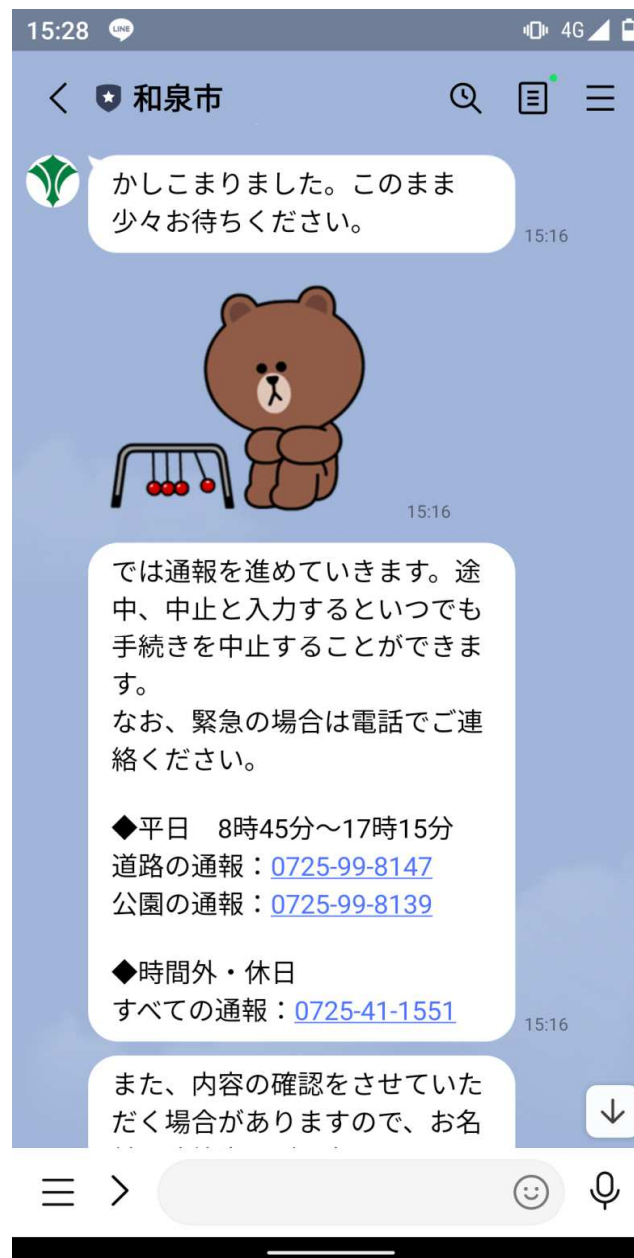 15:28 LINE 4G
和泉市
かしこまりました。このまま
少々お待ちください。
15:16
15:16
では通報を進めていきます。途
中、中止と入力するといつでも
手続きを中止することができま
す。
なお、緊急の場合は電話でご連
絡ください。
◆平日　8時45分～17時15分
道路の通報：0725-99-8147
公園の通報：0725-99-8139
◆時間外・休日
すべての通報：0725-41-1551
15:16
また、内容の確認をさせていた
だく場合がありますので、お名